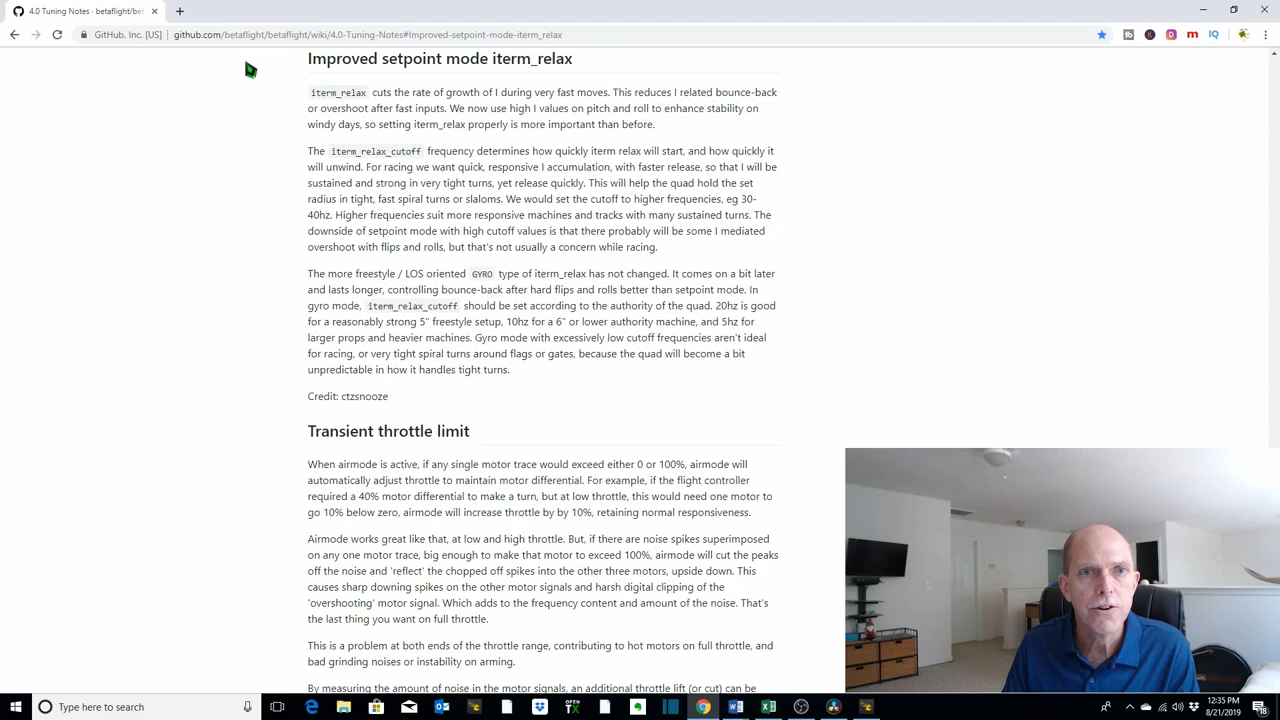 4.0 Tuning Notes · betaflight/bet
GitHub, Inc. [US]
github.com/betaflight/betaflight/wiki/4.0-Tuning-Notes#Improved-setpoint-mode-iterm_relax
Improved setpoint mode iterm_relax
iterm_relax cuts the rate of growth of I during very fast moves. This reduces I related bounce-back
or overshoot after fast inputs. We now use high I values on pitch and roll to enhance stability on
windy days, so setting iterm_relax properly is more important than before.
The iterm_relax_cutoff frequency determines how quickly iterm relax will start, and how quickly it
will unwind. For racing we want quick, responsive I accumulation, with faster release, so that I will be
sustained and strong in very tight turns, yet release quickly. This will help the quad hold the set
radius in tight, fast spiral turns or slaloms. We would set the cutoff to higher frequencies, eg 30-
40hz. Higher frequencies suit more responsive machines and tracks with many sustained turns. The
downside of setpoint mode with high cutoff values is that there probably will be some I mediated
overshoot with flips and rolls, but that's not usually a concern while racing.
The more freestyle / LOS oriented GYRO type of iterm_relax has not changed. It comes on a bit later
and lasts longer, controlling bounce-back after hard flips and rolls better than setpoint mode. In
gyro mode, iterm_relax_cutoff should be set according to the authority of the quad. 20hz is good
for a reasonably strong 5" freestyle setup, 10hz for a 6" or lower authority machine, and 5hz for
larger props and heavier machines. Gyro mode with excessively low cutoff frequencies aren't ideal
for racing, or very tight spiral turns around flags or gates, because the quad will become a bit
unpredictable in how it handles tight turns.
Credit: ctzsnooze
Transient throttle limit
When airmode is active, if any single motor trace would exceed either 0 or 100%, airmode will
automatically adjust throttle to maintain motor differential. For example, if the flight controller
required a 40% motor differential to make a turn, but at low throttle, this would need one motor to
go 10% below zero, airmode will increase throttle by by 10%, retaining normal responsiveness.
Airmode works great like that, at low and high throttle. But, if there are noise spikes superimposed
on any one motor trace, big enough to make that motor to exceed 100%, airmode will cut the peaks
off the noise and 'reflect' the chopped off spikes into the other three motors, upside down. This
causes sharp downing spikes on the other motor signals and harsh digital clipping of the
'overshooting' motor signal. Which adds to the frequency content and amount of the noise. That's
the last thing you want on full throttle.
This is a problem at both ends of the throttle range, contributing to hot motors on full throttle, and
bad grinding noises or instability on arming.
By measuring the amount of noise in the motor signals, an additional throttle lift (or cut) can be
Type here to search
OPEN
TX
12:35 PM
8/21/2019
18